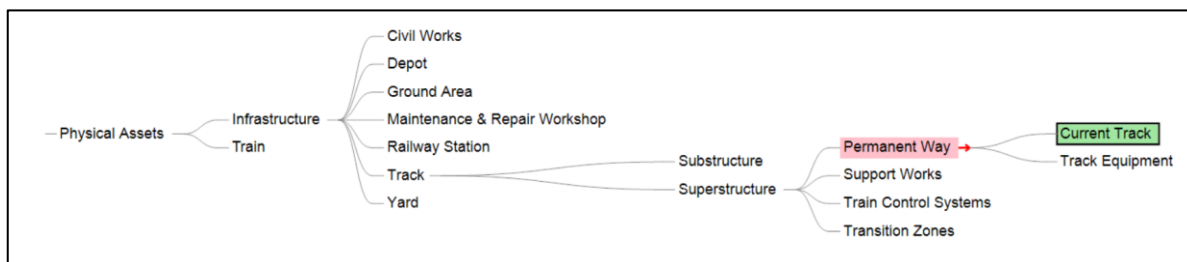 Physical Assets
Infrastructure
Train
Civil Works
Depot
Ground Area
Maintenance & Repair Workshop
Railway Station
Track
Yard
Substructure
Superstructure
Permanent Way
Support Works
Train Control Systems
Transition Zones
Current Track
Track Equipment